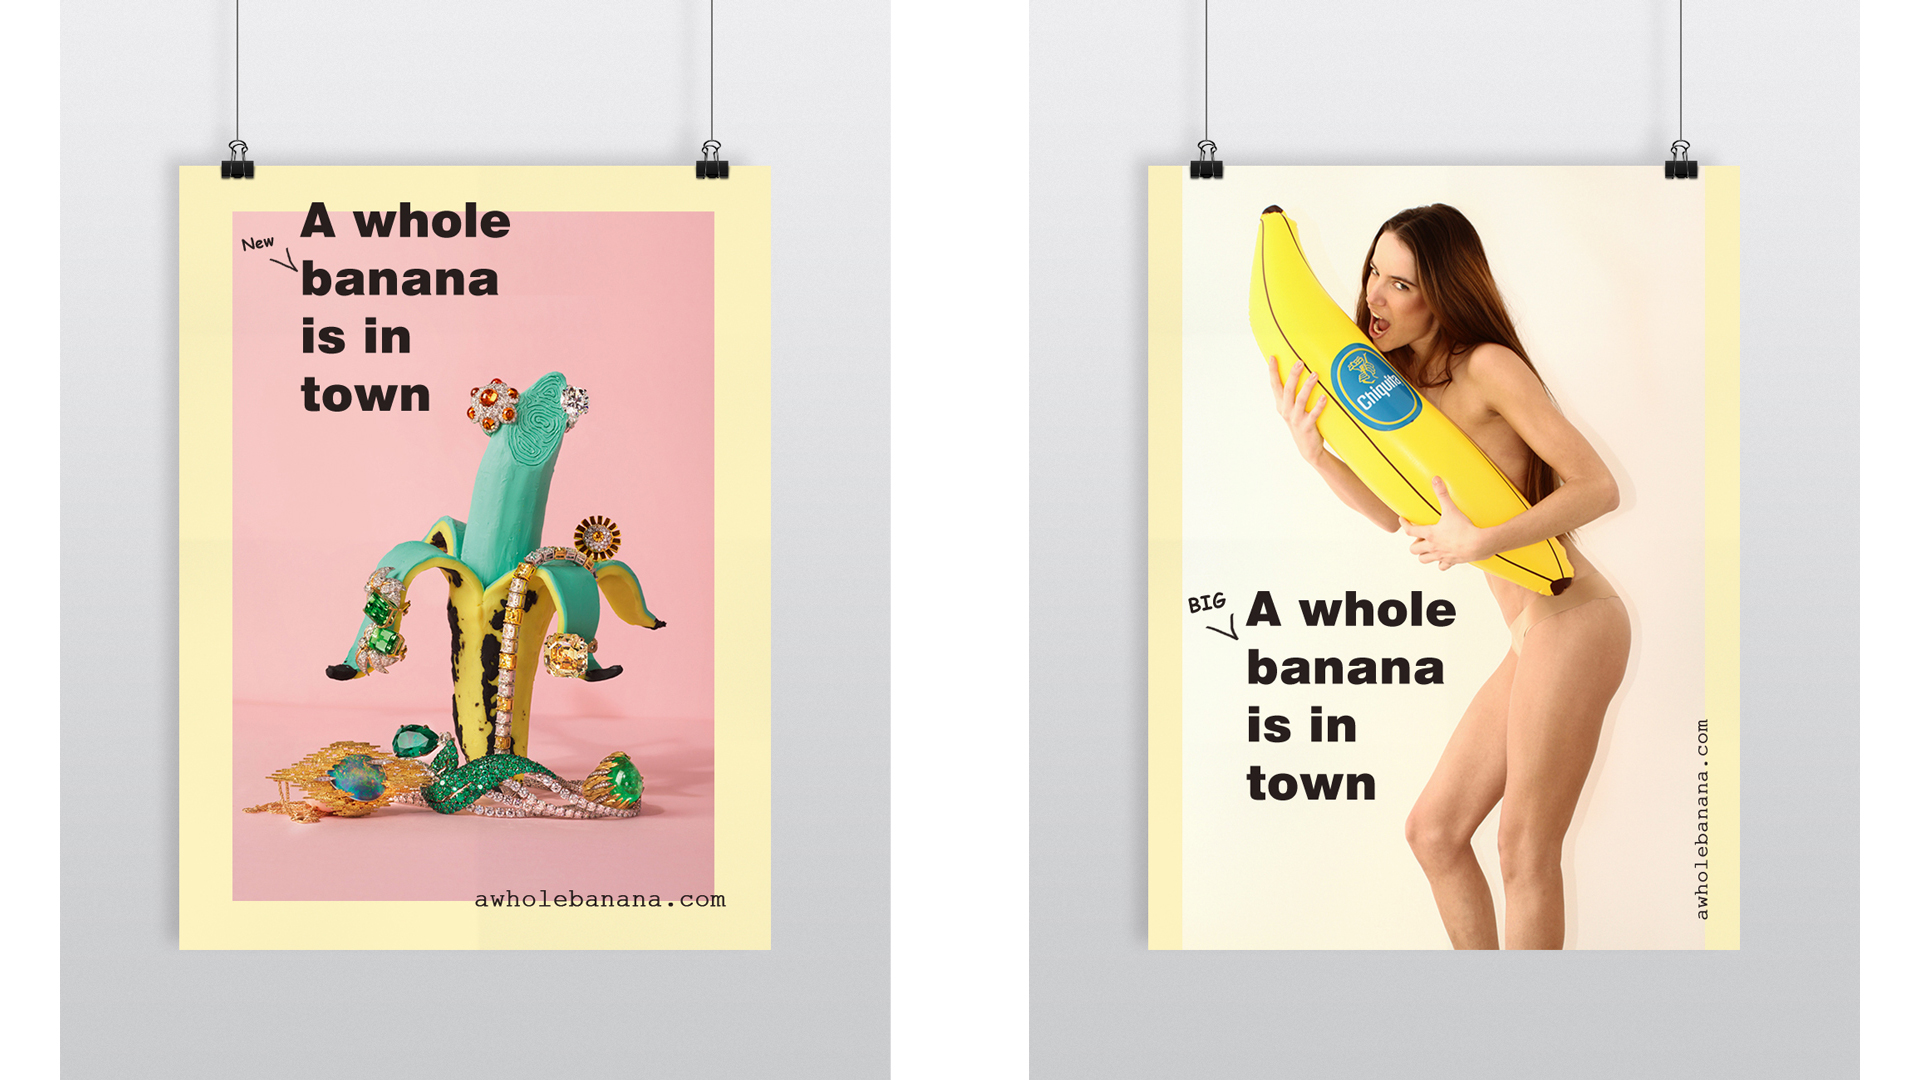 New
A whole
banana
is in
town
awholebanana.com
Chiquita
BIG
A whole
banana
is in
town
awholebanana.com